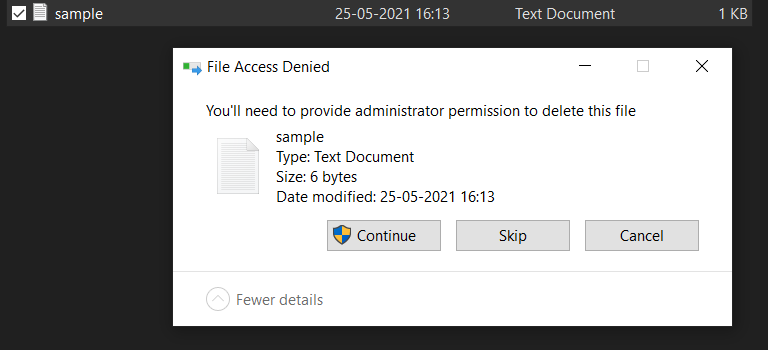 sample 25-05-2021 16:13 Text Document 1 KB
File Access Denied
You'll need to provide administrator permission to delete this file
sample
Type: Text Document
Size: 6 bytes
Date modified: 25-05-2021 16:13
Continue Skip Cancel
Fewer details